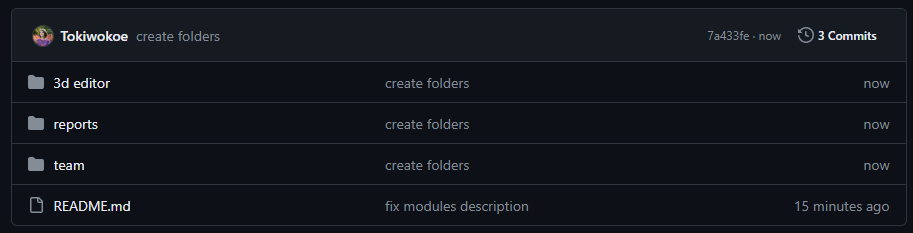 Tokiwokoe create folders 7a433fe · now 3 Commits
3d editor create folders now
reports create folders now
team create folders now
README.md fix modules description 15 minutes ago